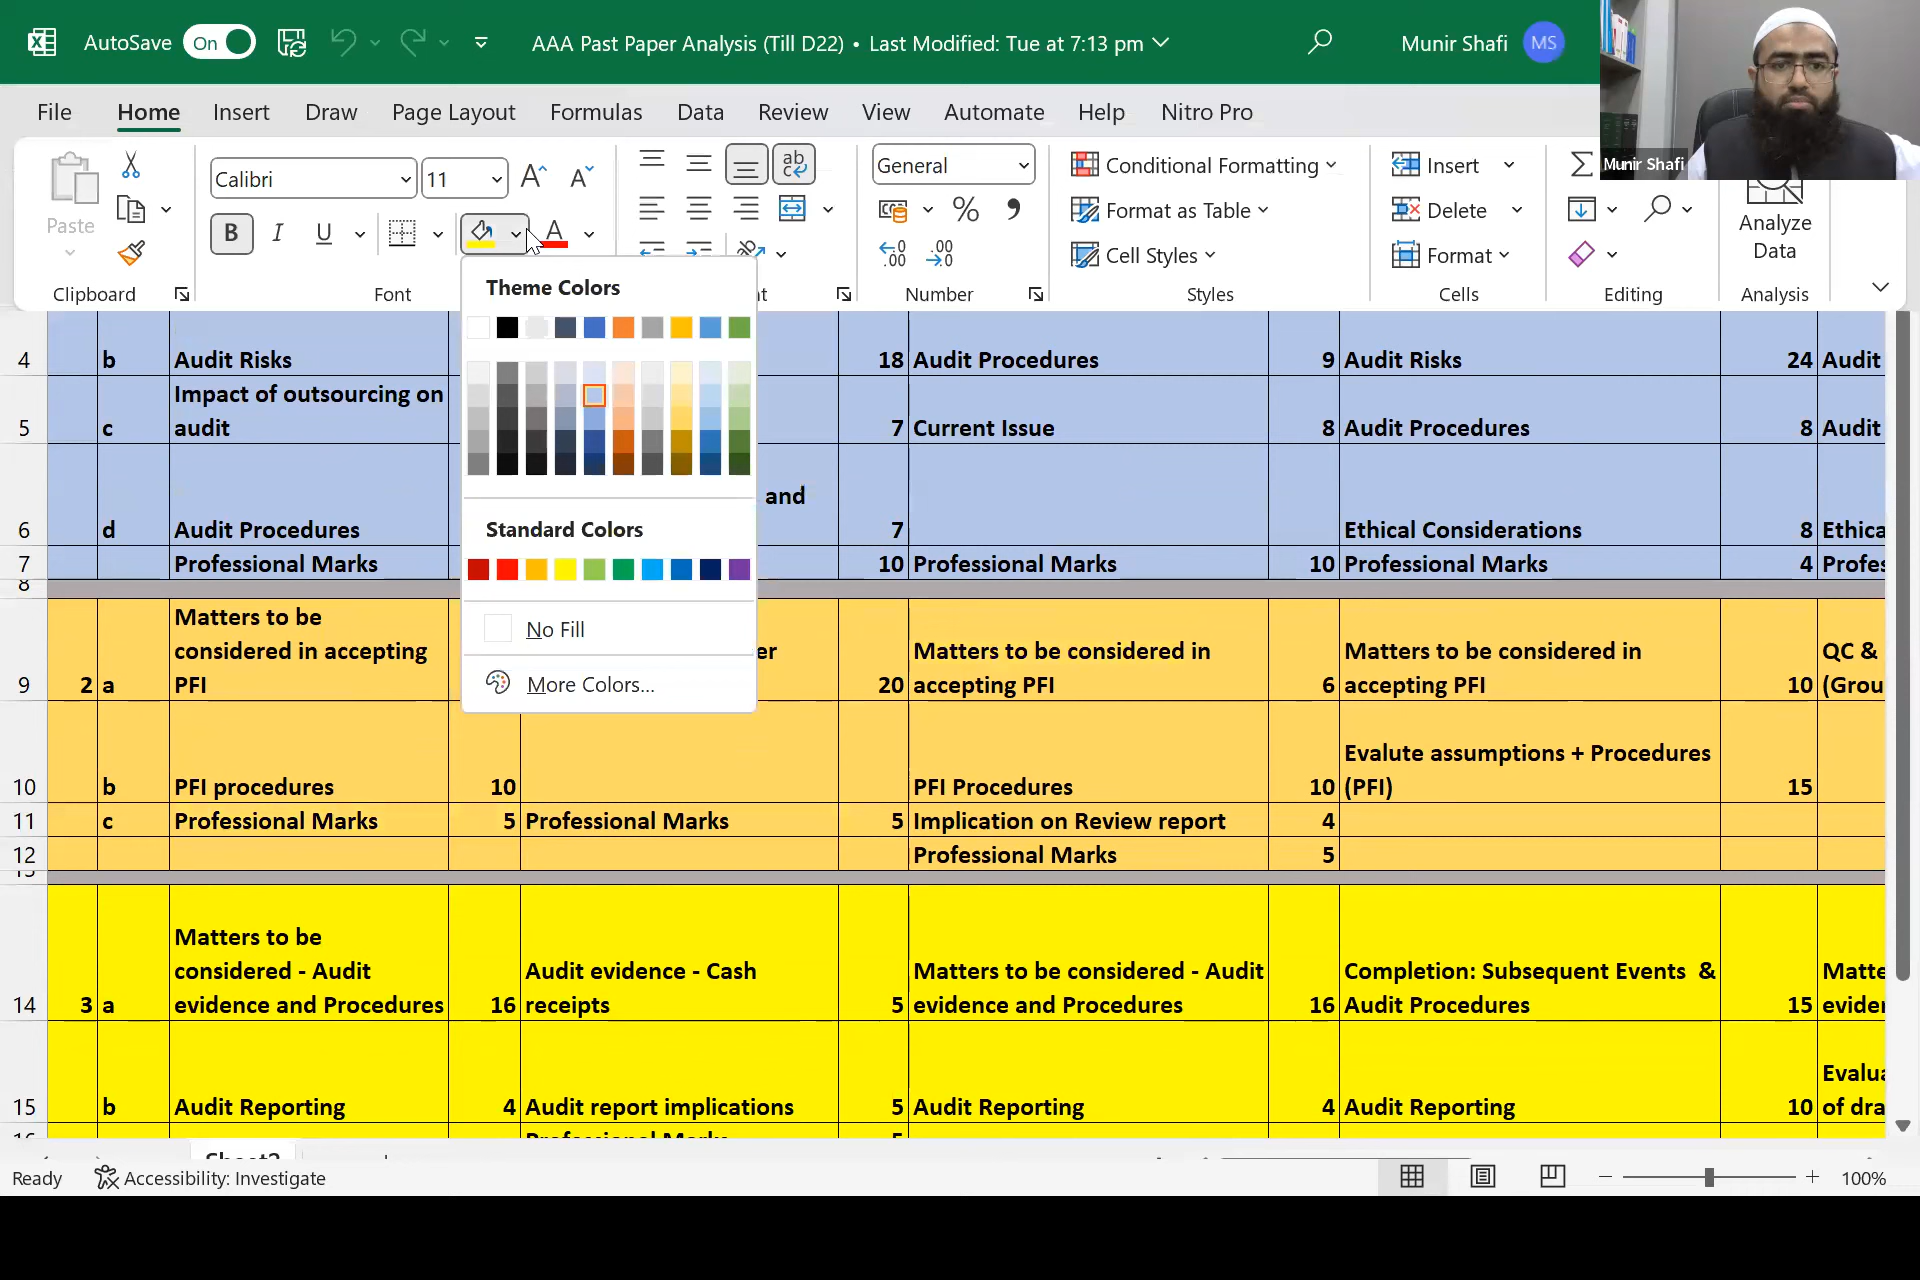 AutoSave On AAA Past Paper Analysis (Till D22) • Last Modified: Tue at 7:13 pm Munir Shafi MS
Munir Shafi
File Home Insert Draw Page Layout Formulas Data Review View Automate Help Nitro Pro
Paste
Clipboard
Calibri 11
B I U A
Font
ab
General
% 9
Number
Conditional Formatting
Format as Table
Cell Styles
Styles
Insert
Delete
Format
Cells
Editing
Analyze
Data
Analysis
Theme Colors
Standard Colors
No Fill
More Colors...
4 b Audit Risks 18 Audit Procedures 9 Audit Risks 24 Audit
Impact of outsourcing on
5 c audit 7 Current Issue 8 Audit Procedures 8 Audit
and
6 d Audit Procedures 7 Ethical Considerations 8 Ethica
7 Professional Marks 10 Professional Marks 10 Professional Marks 4 Profes
8
Matters to be
considered in accepting er Matters to be considered in Matters to be considered in QC &
9 2 a PFI 20 accepting PFI 6 accepting PFI 10 (Grou
Evalute assumptions + Procedures
10 b PFI procedures 10 PFI Procedures 10 (PFI) 15
11 c Professional Marks 5 Professional Marks 5 Implication on Review report 4
12 Professional Marks 5
13
Matters to be
considered - Audit Audit evidence - Cash Matters to be considered - Audit Completion: Subsequent Events & Matte
14 3 a evidence and Procedures 16 receipts 5 evidence and Procedures 16 Audit Procedures 15 eviden
Evalua
15 b Audit Reporting 4 Audit report implications 5 Audit Reporting 4 Audit Reporting 10 of dra
Professional Marks 5
Ready Accessibility: Investigate 100%